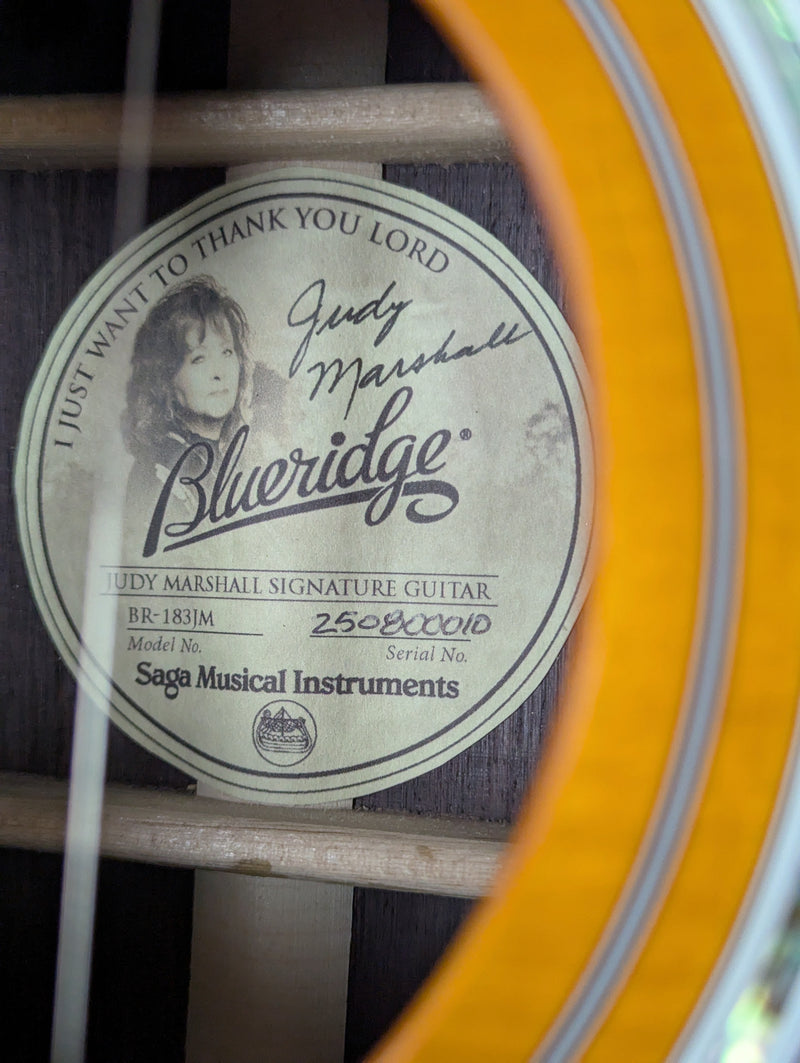 I JUST WANT TO THANK YOU LORD
Judy
Marshall
Blueridge®
JUDY MARSHALL SIGNATURE GUITAR
BR-183JM 250800010
Model No. Serial No.
Saga Musical Instruments